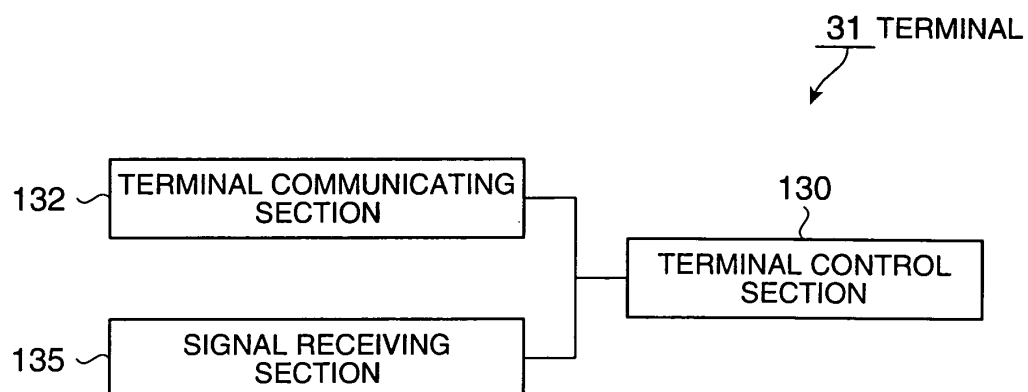 31 TERMINAL
132
TERMINAL COMMUNICATING
SECTION
130
TERMINAL CONTROL
SECTION
135
SIGNAL RECEIVING
SECTION